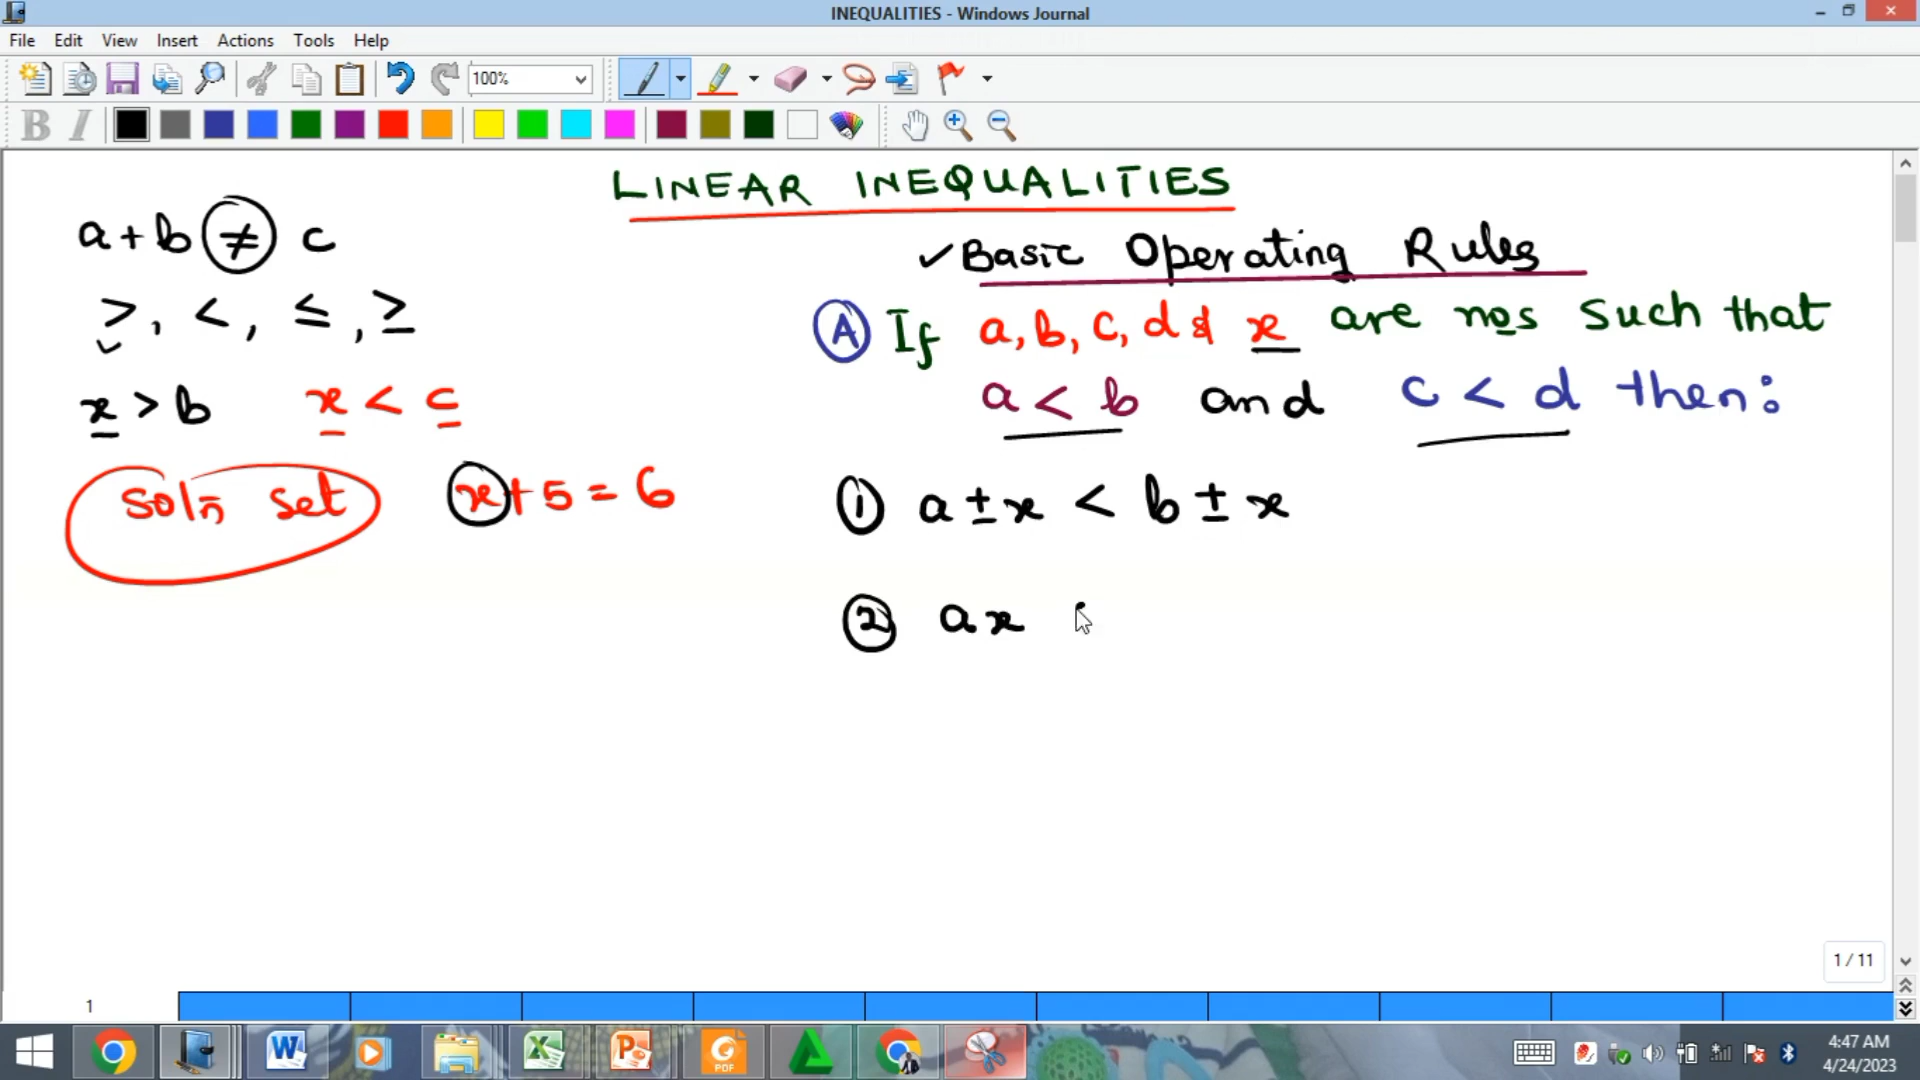 INEQUALITIES - Windows Journal
File Edit View Insert Actions Tools Help
100%
B I
LINEAR INEQUALITIES
a + b ≠ c
>, <, ≤, ≥
x > b x < c
soln set x + 5 = 6
✓Basic Operating Rules
A If a, b, c, d & x are nos such that
a < b and c < d then:
1 a ± x < b ± x
2 ax
1 / 11
1
PDF
4:47 AM
4/24/2023